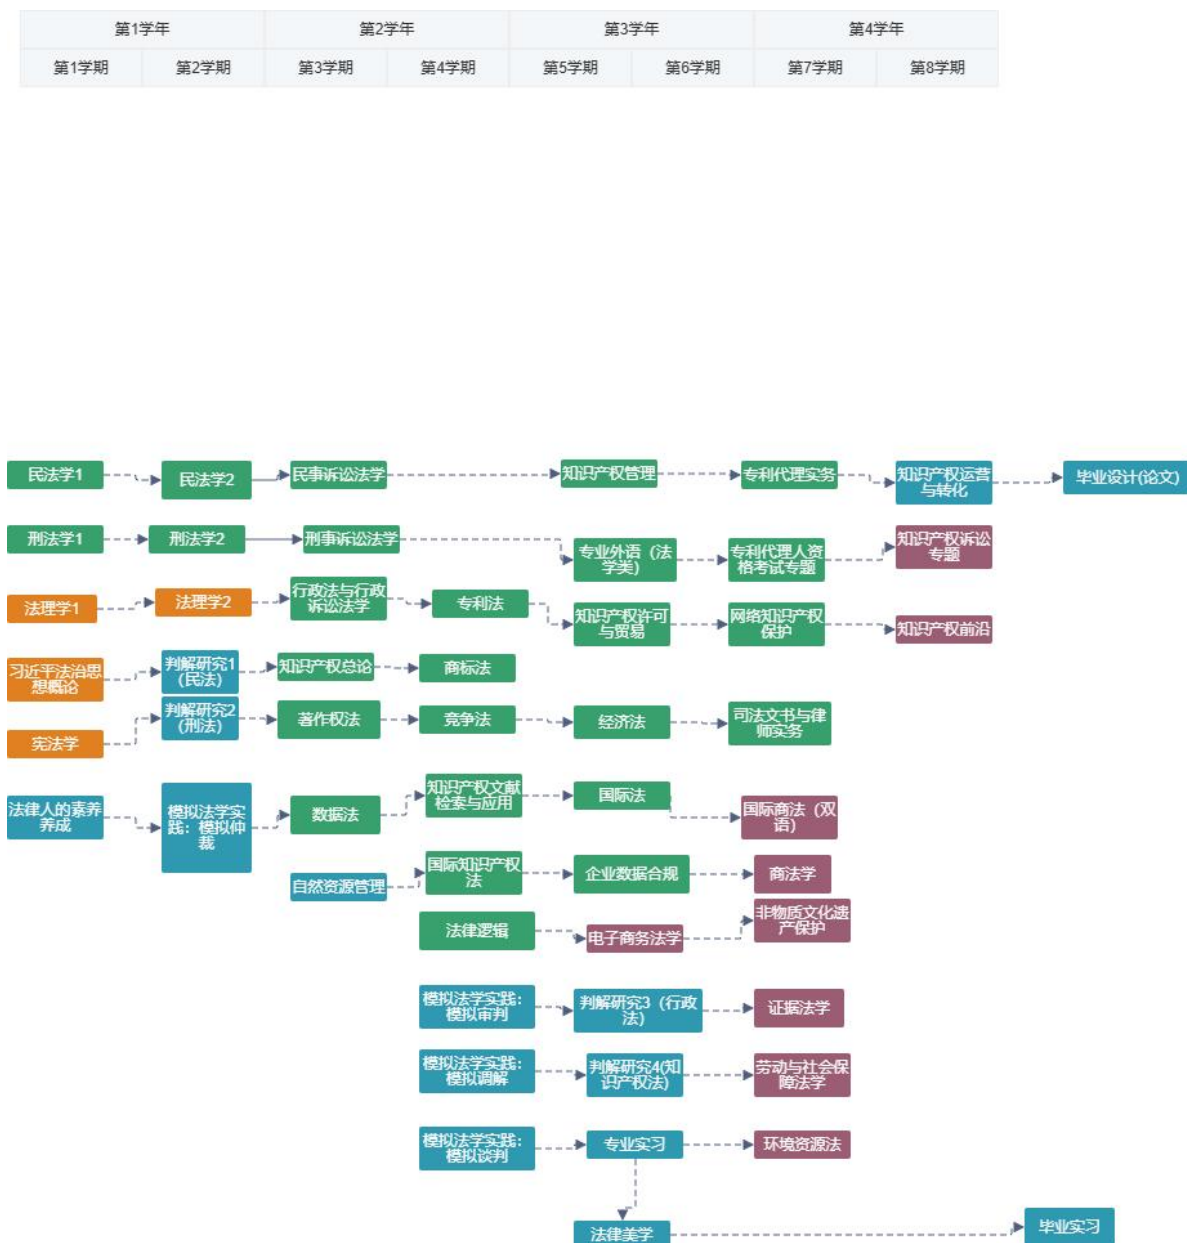 第1学年
第2学年
第3学年
第4学年
第1学期
第2学期
第3学期
第4学期
第5学期
第6学期
第7学期
第8学期
民法学1
民法学2
民事诉讼法学
知识产权管理
专利代理实务
知识产权运营
与转化
毕业设计(论文)
刑法学1
刑法学2
刑事诉讼法学
专业外语（法
学类）
专利代理人资
格考试专题
知识产权诉讼
专题
法理学1
法理学2
行政法与行政
诉讼法学
专利法
知识产权许可
与贸易
网络知识产权
保护
知识产权前沿
习近平法治思
想概论
判解研究1
(民法)
知识产权总论
商标法
宪法学
判解研究2
(刑法)
著作权法
竞争法
经济法
司法文书与律
师实务
法律人的素养
养成
模拟法学实
践：模拟仲
裁
数据法
知识产权文献
检索与应用
国际法
国际商法（双
语）
自然资源管理
国际知识产权
法
企业数据合规
商法学
法律逻辑
电子商务法学
非物质文化遗
产保护
模拟法学实践：
模拟审判
判解研究3（行政
法）
证据法学
模拟法学实践：
模拟调解
判解研究4(知
识产权法)
劳动与社会保
障法学
模拟法学实践：
模拟谈判
专业实习
环境资源法
法律美学
毕业实习